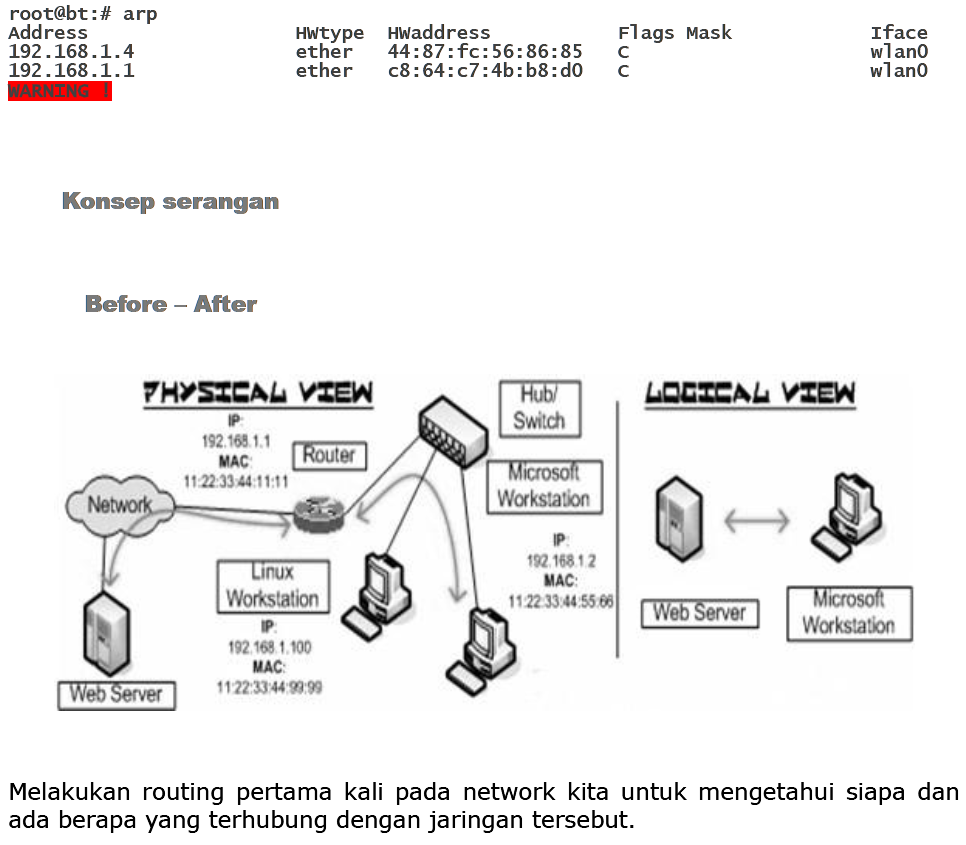 root@bt:# arp
Address HWtype HWaddress Flags Mask Iface
192.168.1.4 ether 44:87:fc:56:86:85 C wlan0
192.168.1.1 ether c8:64:c7:4b:b8:d0 C wlan0
WARNING !
Konsep serangan
Before – After
PHYSICAL VIEW
IP:
192.168.1.1
MAC:
11:22:33:44:11:11
Router
Hub/
Switch
Microsoft
Workstation
IP:
192.168.1.2
MAC:
11:22:33:44:55:66
Network
Linux
Workstation
IP:
192.168.1.100
MAC:
11:22:33:44:99:99
Web Server
LOGICAL VIEW
Web Server
Microsoft
Workstation
Melakukan routing pertama kali pada network kita untuk mengetahui siapa dan
ada berapa yang terhubung dengan jaringan tersebut.